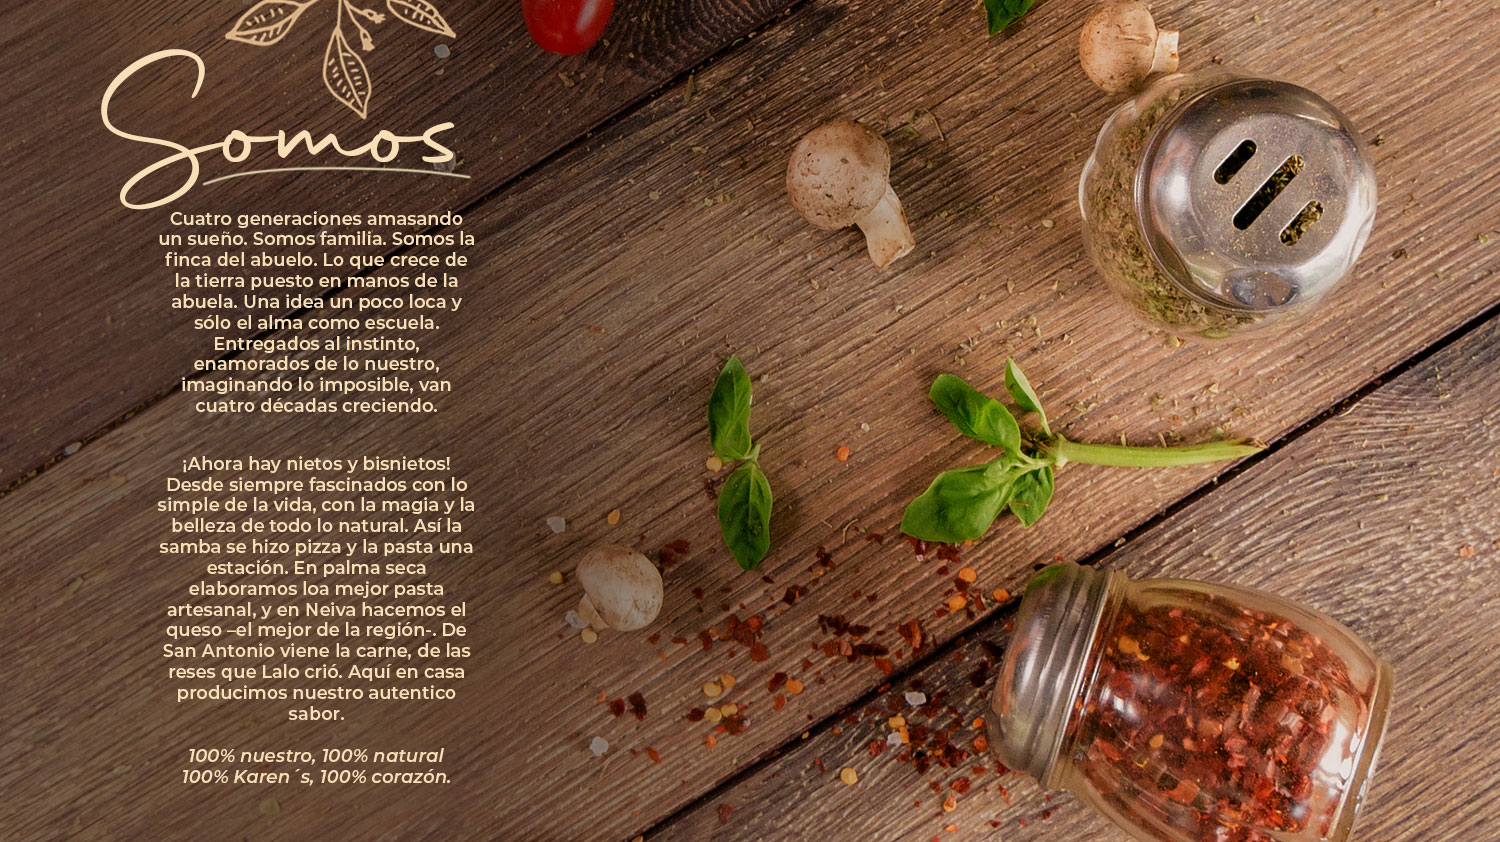 Somos
Cuatro generaciones amasando
un sueño. Somos familia. Somos la
finca del abuelo. Lo que crece de
la tierra puesto en manos de la
abuela. Una idea un poco loca y
sólo el alma como escuela.
Entregados al instinto,
enamorados de lo nuestro,
imaginando lo imposible, van
cuatro décadas creciendo.
¡Ahora hay nietos y bisnietos!
Desde siempre fascinados con lo
simple de la vida, con la magia y la
belleza de todo lo natural. Así la
samba se hizo pizza y la pasta una
estación. En palma seca
elaboramos loa mejor pasta
artesanal, y en Neiva hacemos el
queso –el mejor de la región-. De
San Antonio viene la carne, de las
reses que Lalo crió. Aquí en casa
producimos nuestro autentico
sabor.
100% nuestro, 100% natural
100% Karen´s, 100% corazón.